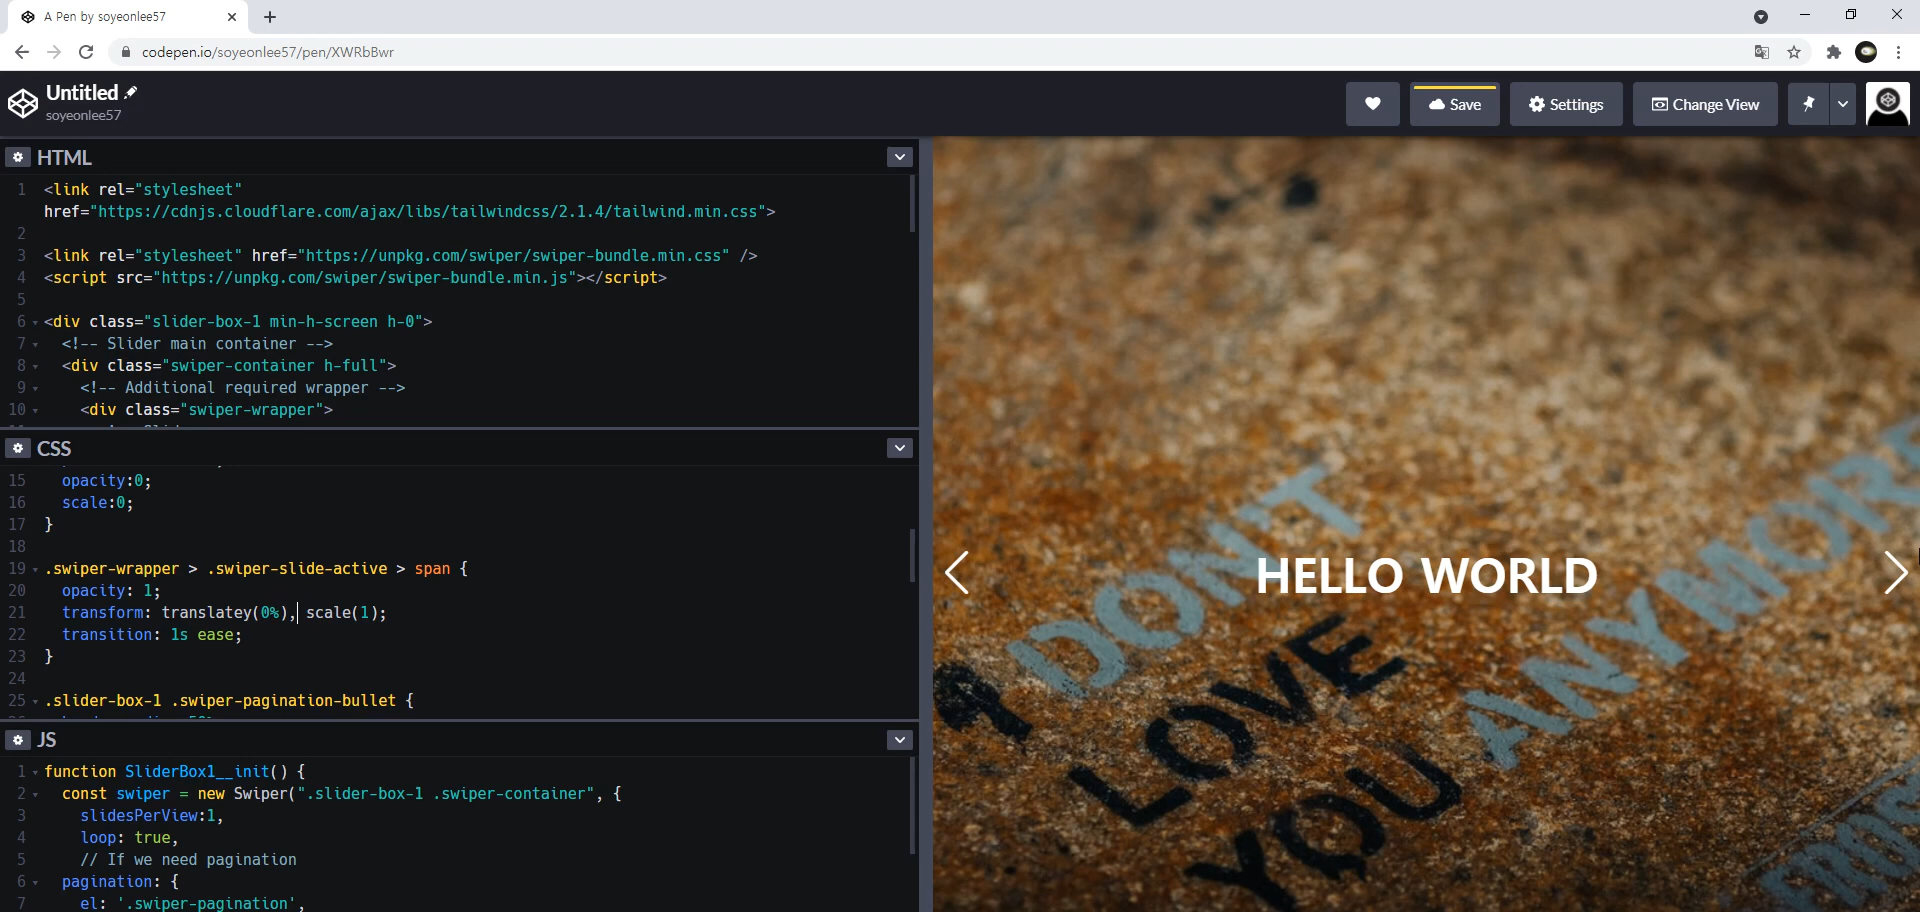 A Pen by soyeonlee57
codepen.io/soyeonlee57/pen/XWRbBwr
Untitled
soyeonlee57
Save
Settings
Change View
HTML
1 <link rel="stylesheet"
href="https://cdnjs.cloudflare.com/ajax/libs/tailwindcss/2.1.4/tailwind.min.css">
2
3 <link rel="stylesheet" href="https://unpkg.com/swiper/swiper-bundle.min.css" />
4 <script src="https://unpkg.com/swiper/swiper-bundle.min.js"></script>
5
6 <div class="slider-box-1 min-h-screen h-0">
7 <!-- Slider main container -->
8 <div class="swiper-container h-full">
9 <!-- Additional required wrapper -->
10 <div class="swiper-wrapper">
CSS
15 opacity:0;
16 scale:0;
17 }
18
19 .swiper-wrapper > .swiper-slide-active > span {
20 opacity: 1;
21 transform: translatey(0%), scale(1);
22 transition: 1s ease;
23 }
24
25 .slider-box-1 .swiper-pagination-bullet {
JS
1 function SliderBox1__init() {
2 const swiper = new Swiper(".slider-box-1 .swiper-container", {
3 slidesPerView:1,
4 loop: true,
5 // If we need pagination
6 pagination: {
7 el: '.swiper-pagination',
HELLO WORLD
I DON'T
LOVE
YOU ANYMORE